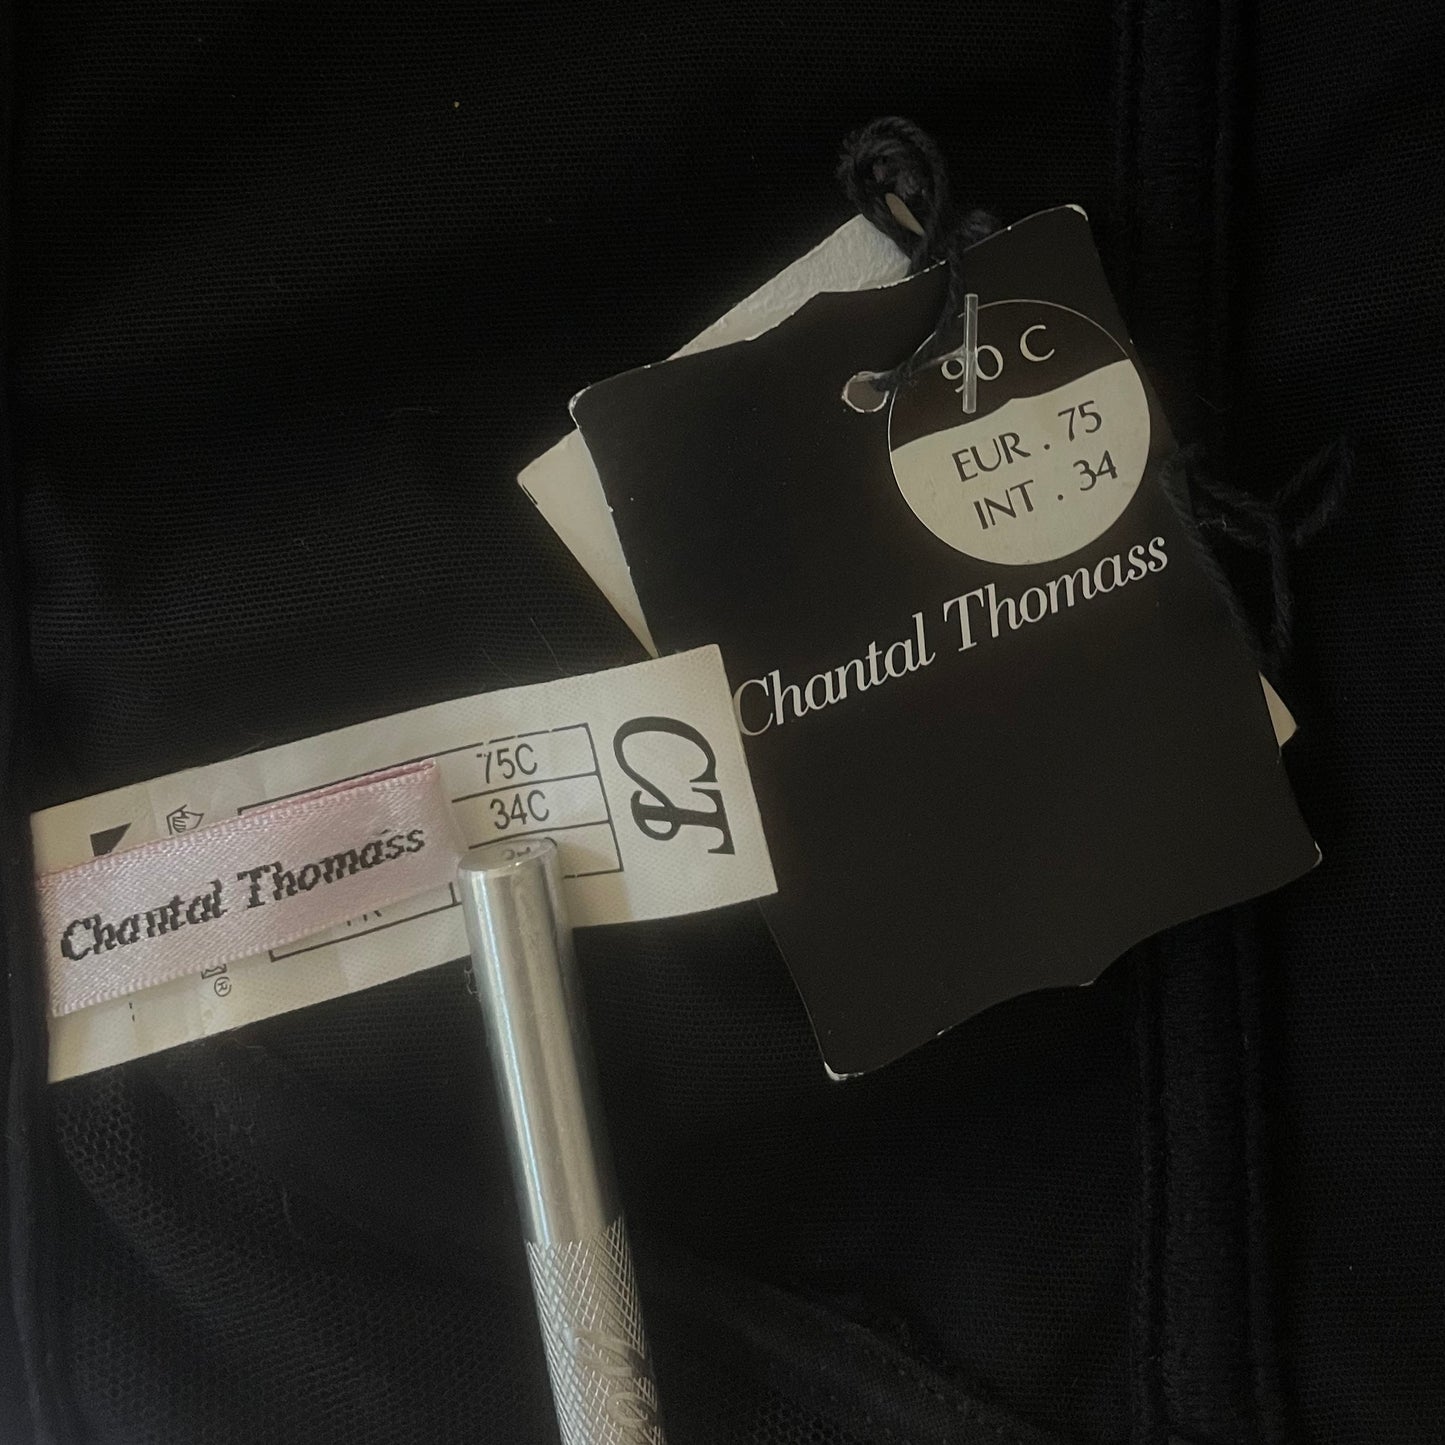 90 C
EUR . 75
INT . 34
Chantal Thomass
75C
34C
CT
Chantal Thomass
®